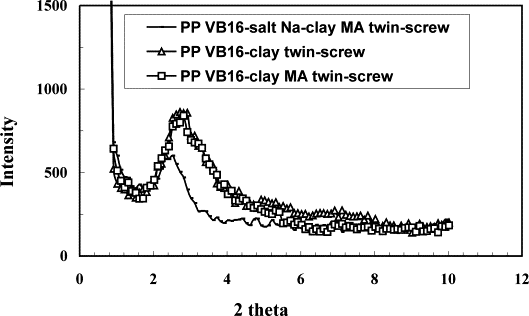 1500
PP VB16-salt Na-clay MA twin-screw
PP VB16-clay twin-screw
PP VB16-clay MA twin-screw
1000
Intensity
500
0
0 2 4 6 8 10 12
2 theta